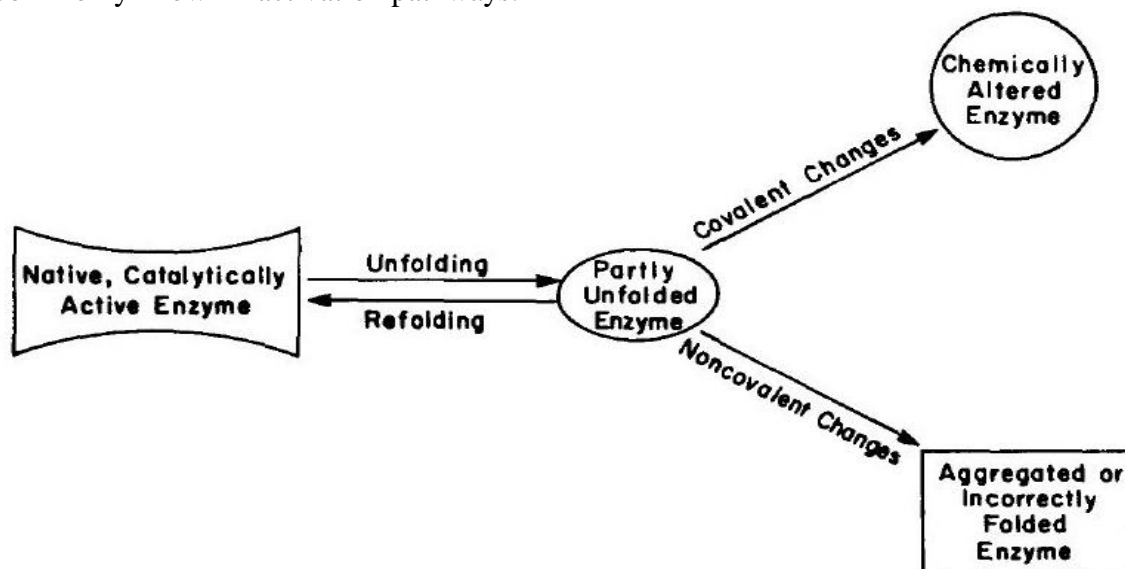 Chemically
Altered
Enzyme
Covalent Changes
Native, Catalytically
Active Enzyme
Unfolding
Refolding
Partly
Unfolded
Enzyme
Noncovalent Changes
Aggregated or
Incorrectly
Folded
Enzyme